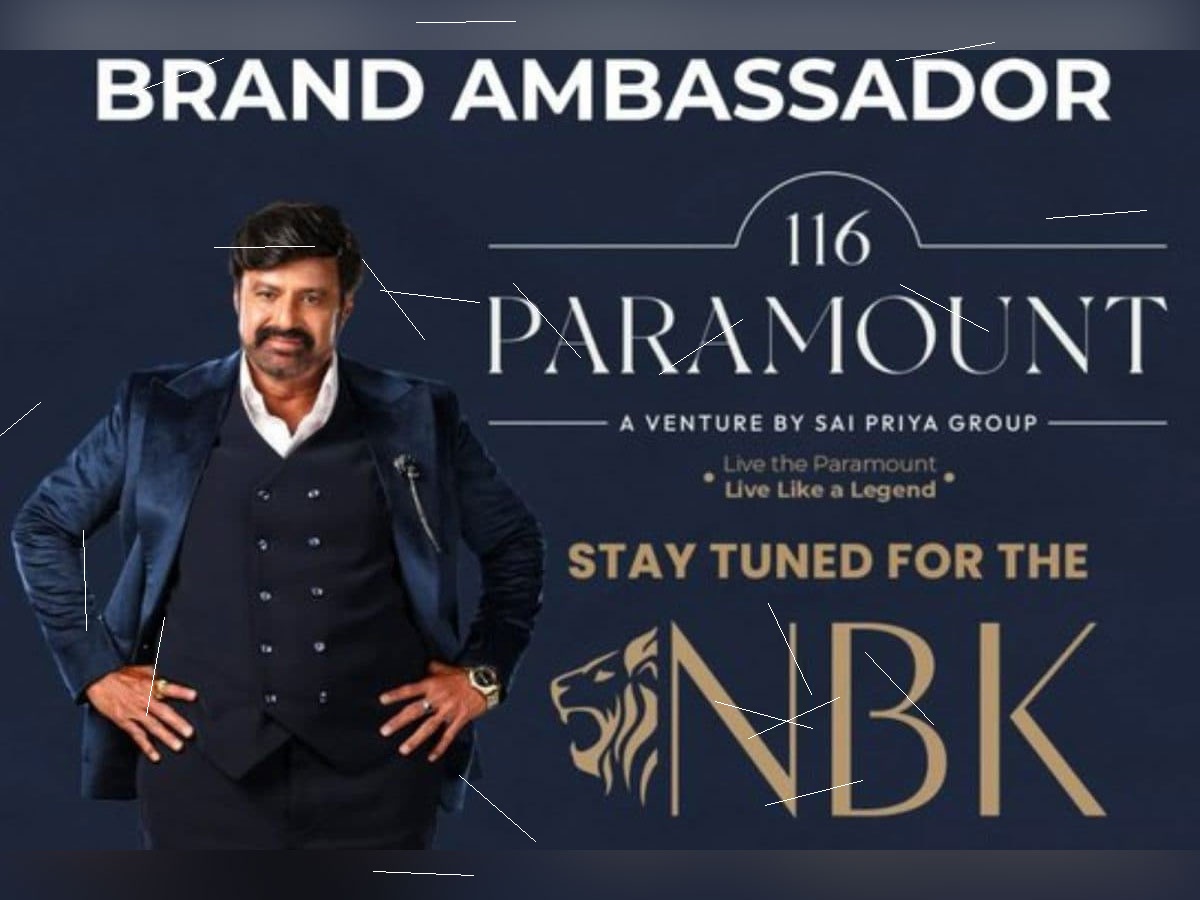 BRAND AMBASSADOR
116
PARAMOUNT
A VENTURE BY SAI PRIYA GROUP
Live the Paramount
Live Like a Legend
STAY TUNED FOR THE
NBK